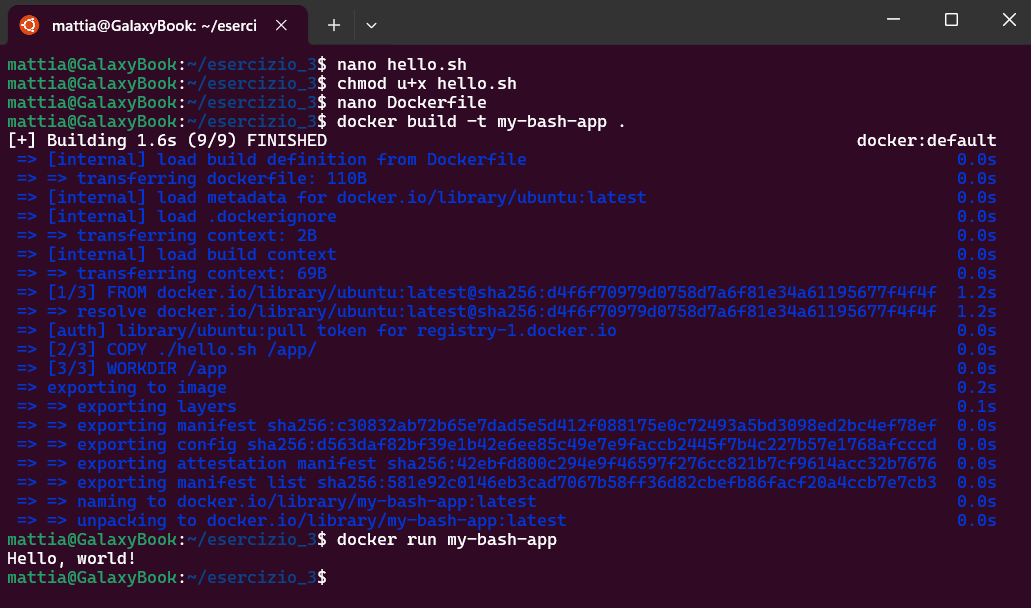 mattia@GalaxyBook: ~/eserci
mattia@GalaxyBook:~/esercizio_3$ nano hello.sh
mattia@GalaxyBook:~/esercizio_3$ chmod u+x hello.sh
mattia@GalaxyBook:~/esercizio_3$ nano Dockerfile
mattia@GalaxyBook:~/esercizio_3$ docker build -t my-bash-app .
[+] Building 1.6s (9/9) FINISHED docker:default
=> [internal] load build definition from Dockerfile 0.0s
=> => transferring dockerfile: 110B 0.0s
=> [internal] load metadata for docker.io/library/ubuntu:latest 0.0s
=> [internal] load .dockerignore 0.0s
=> => transferring context: 2B 0.0s
=> [internal] load build context 0.0s
=> => transferring context: 69B 0.0s
=> [1/3] FROM docker.io/library/ubuntu:latest@sha256:d4f6f70979d0758d7a6f81e34a61195677f4f4f 1.2s
=> => resolve docker.io/library/ubuntu:latest@sha256:d4f6f70979d0758d7a6f81e34a61195677f4f4f 1.2s
=> [auth] library/ubuntu:pull token for registry-1.docker.io 0.0s
=> [2/3] COPY ./hello.sh /app/ 0.0s
=> [3/3] WORKDIR /app 0.0s
=> exporting to image 0.2s
=> => exporting layers 0.1s
=> => exporting manifest sha256:c30832ab72b65e7dad5e5d412f088175e0c72493a5bd3098ed2bc4ef78ef 0.0s
=> => exporting config sha256:d563daf82bf39e1b42e6ee85c49e7e9faccb2445f7b4c227b57e1768afcccd 0.0s
=> => exporting attestation manifest sha256:42ebfd800c294e9f46597f276cc821b7cf9614acc32b7676 0.0s
=> => exporting manifest list sha256:581e92c0146eb3cad7067b58ff36d82cbefb86facf20a4ccb7e7cb3 0.0s
=> => naming to docker.io/library/my-bash-app:latest 0.0s
=> => unpacking to docker.io/library/my-bash-app:latest 0.0s
mattia@GalaxyBook:~/esercizio_3$ docker run my-bash-app
Hello, world!
mattia@GalaxyBook:~/esercizio_3$